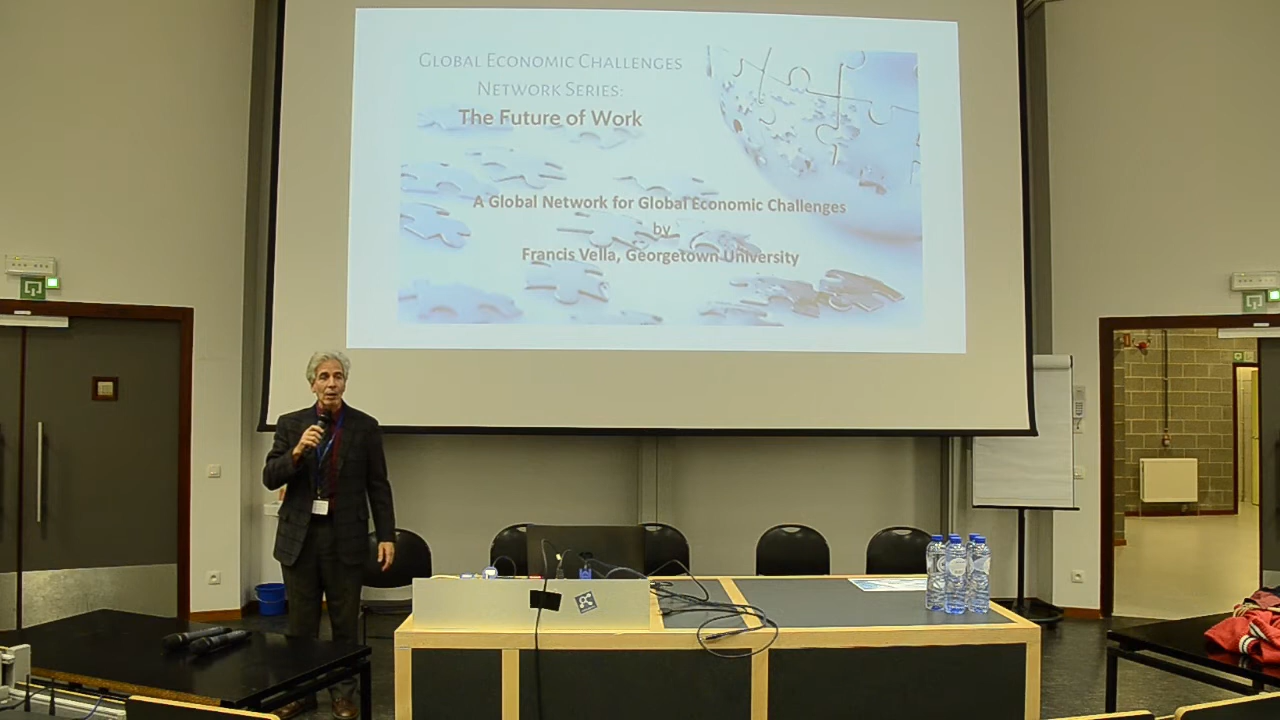 GLOBAL ECONOMIC CHALLENGES
NETWORK SERIES:
The Future of Work
A Global Network for Global Economic Challenges
by
Francis Vella, Georgetown University